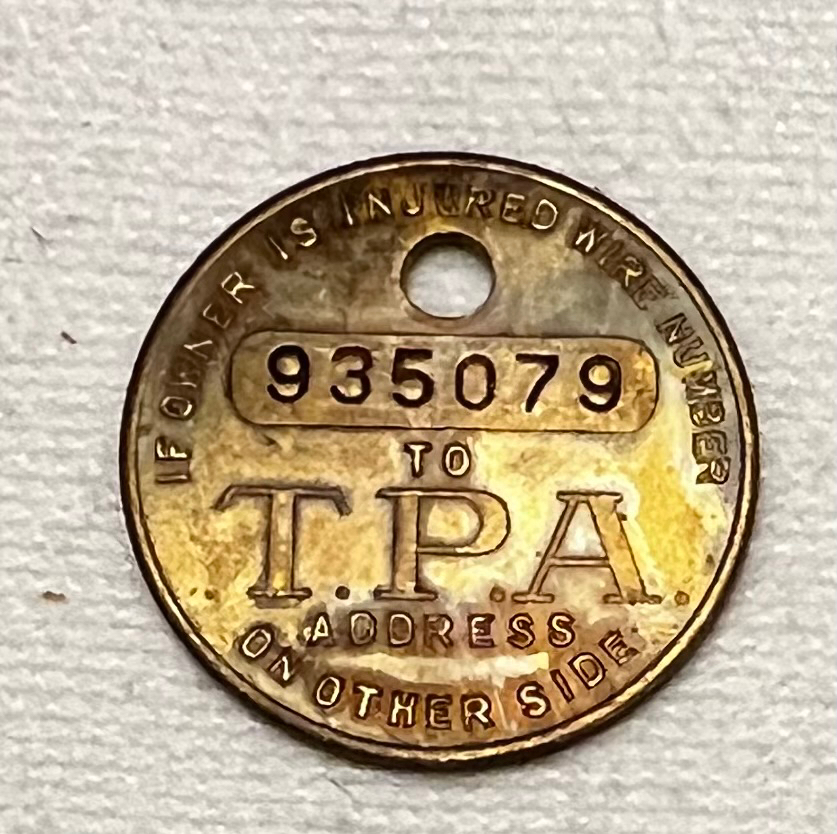 IF OWNER IS INJURED WIRE NUMBER
935079
TO
T.P.A.
ADDRESS
ON OTHER SIDE